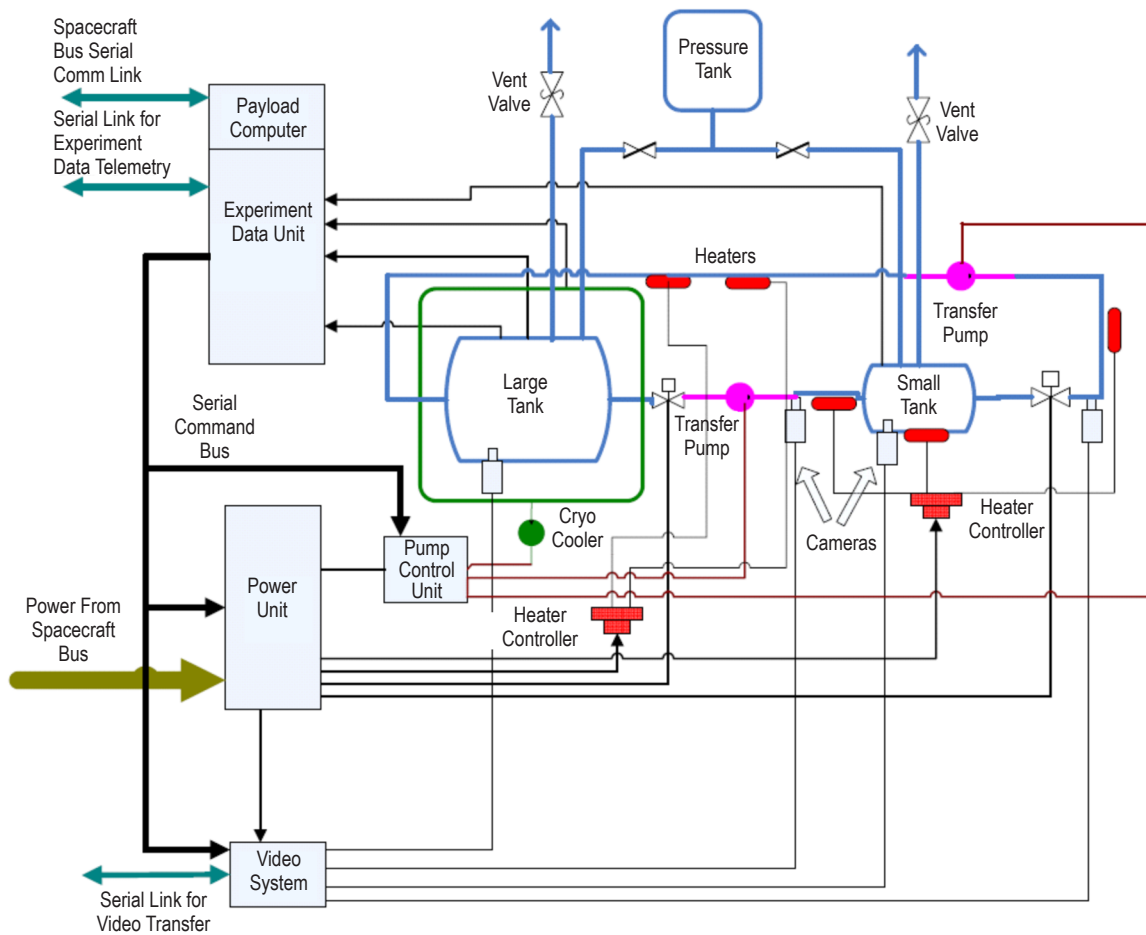 Spacecraft
Bus Serial
Comm Link
Serial Link for
Experiment
Data Telemetry
Payload
Computer
Experiment
Data Unit
Vent
Valve
Pressure
Tank
Vent
Valve
Heaters
Transfer
Pump
Large
Tank
Small
Tank
Transfer
Pump
Serial
Command
Bus
Cryo
Cooler
Cameras
Heater
Controller
Pump
Control
Unit
Power
Unit
Heater
Controller
Power From
Spacecraft
Bus
Video
System
Serial Link for
Video Transfer